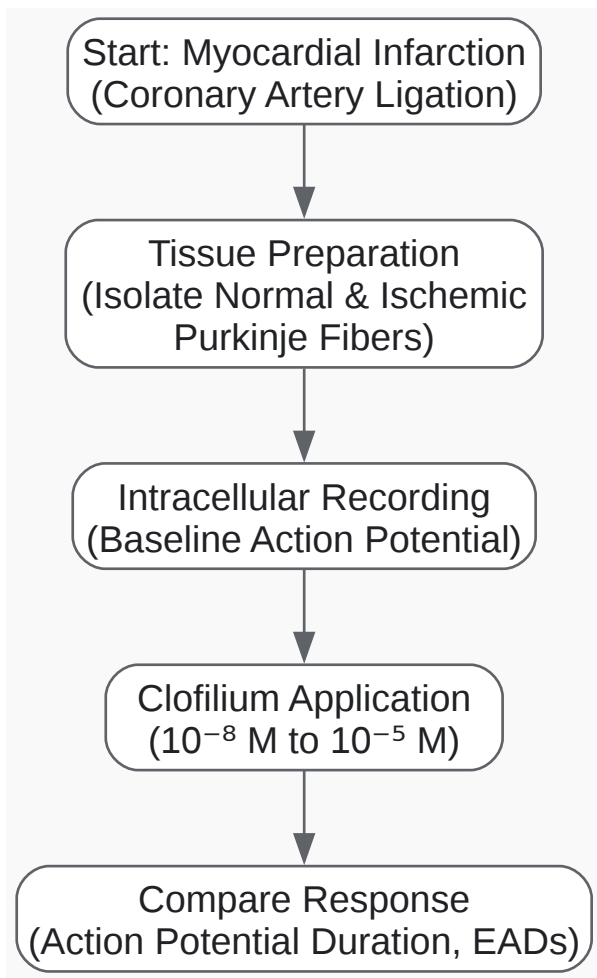 Start: Myocardial Infarction
(Coronary Artery Ligation)
Tissue Preparation
(Isolate Normal & Ischemic
Purkinje Fibers)
Intracellular Recording
(Baseline Action Potential)
Clofilium Application
(10⁻⁸ M to 10⁻⁵ M)
Compare Response
(Action Potential Duration, EADs)